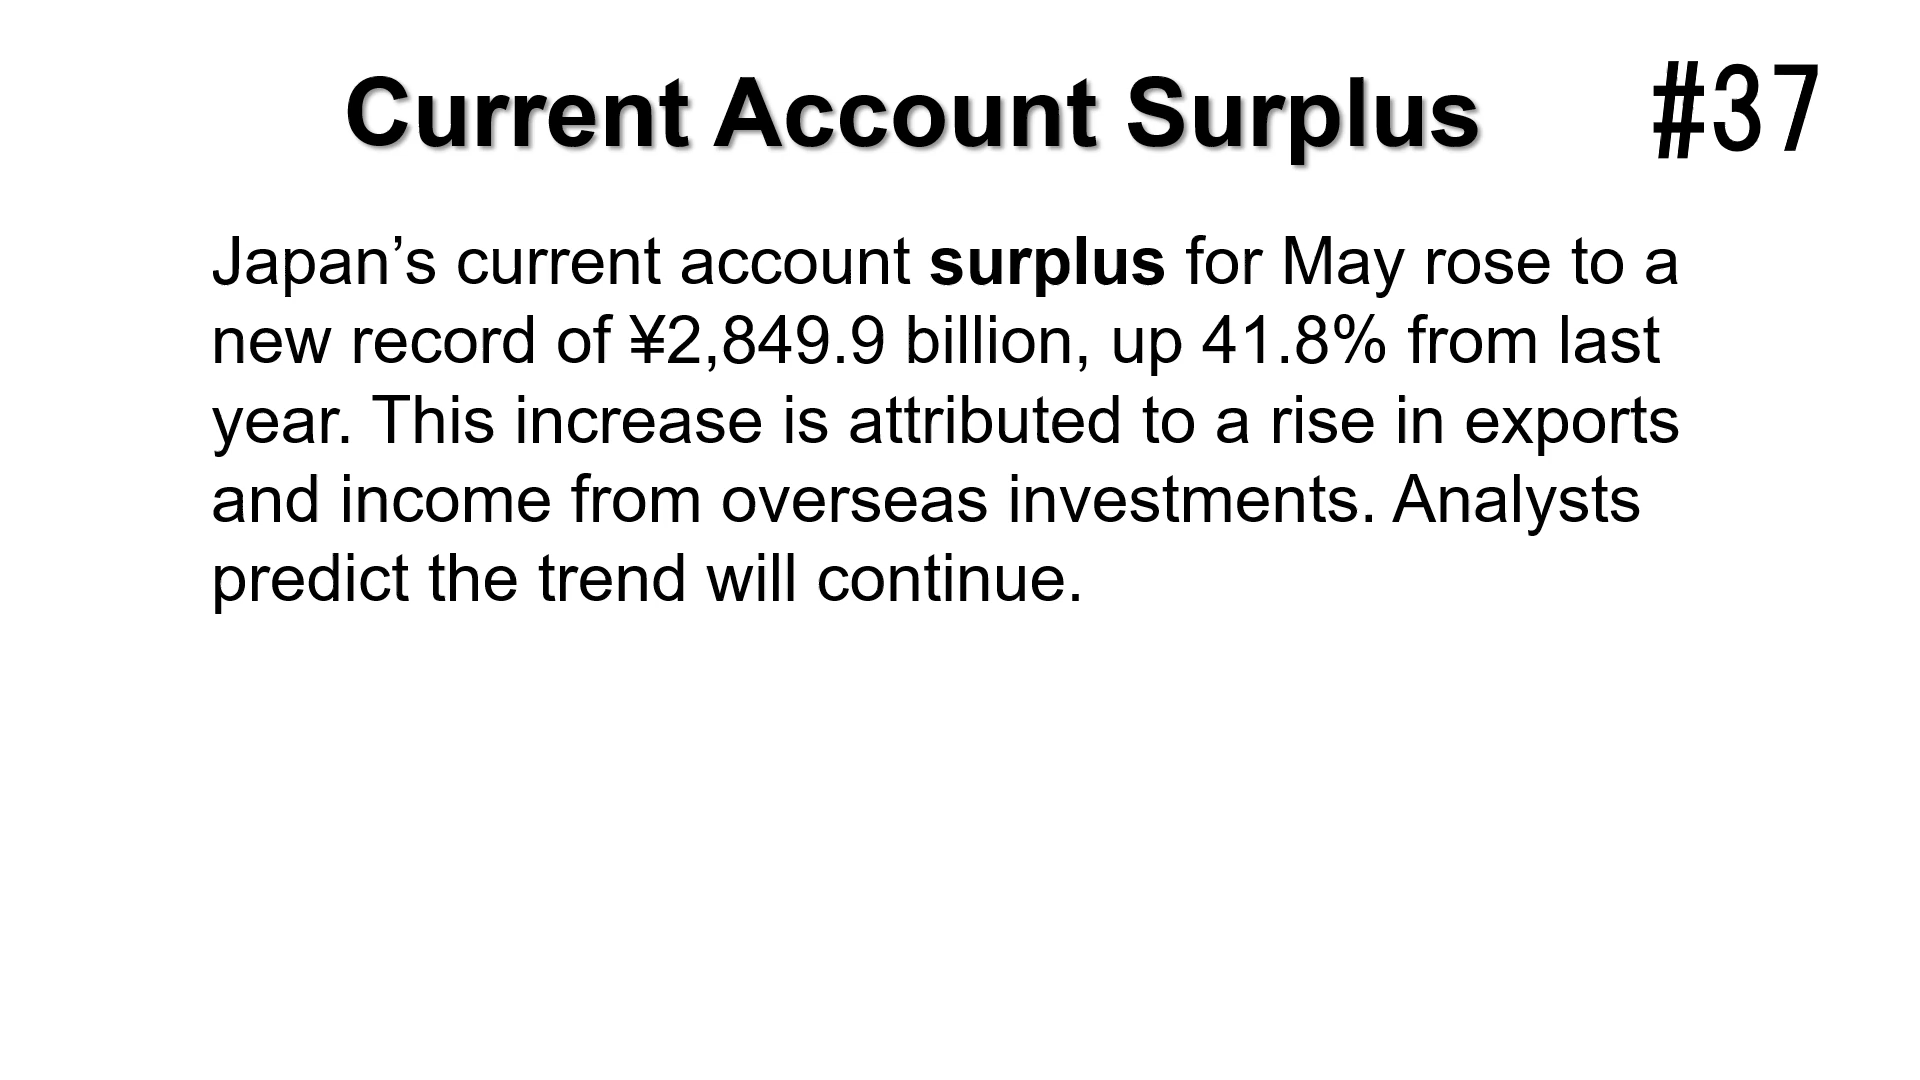 Current Account Surplus
#37
Japan’s current account surplus for May rose to a
new record of ¥2,849.9 billion, up 41.8% from last
year. This increase is attributed to a rise in exports
and income from overseas investments. Analysts
predict the trend will continue.